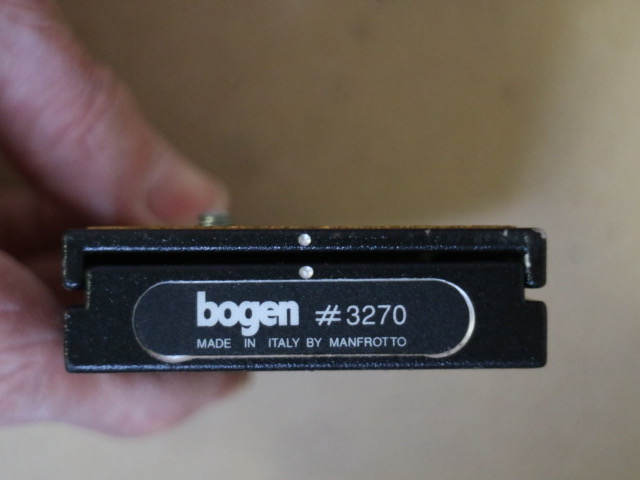 bogen #3270
MADE IN ITALY BY MANFROTTO